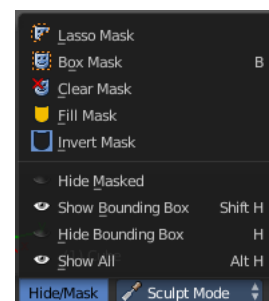 Lasso Mask
Box Mask B
Clear Mask
Fill Mask
Invert Mask
Hide Masked
Show Bounding Box Shift H
Hide Bounding Box H
Show All Alt H
Hide/Mask Sculpt Mode